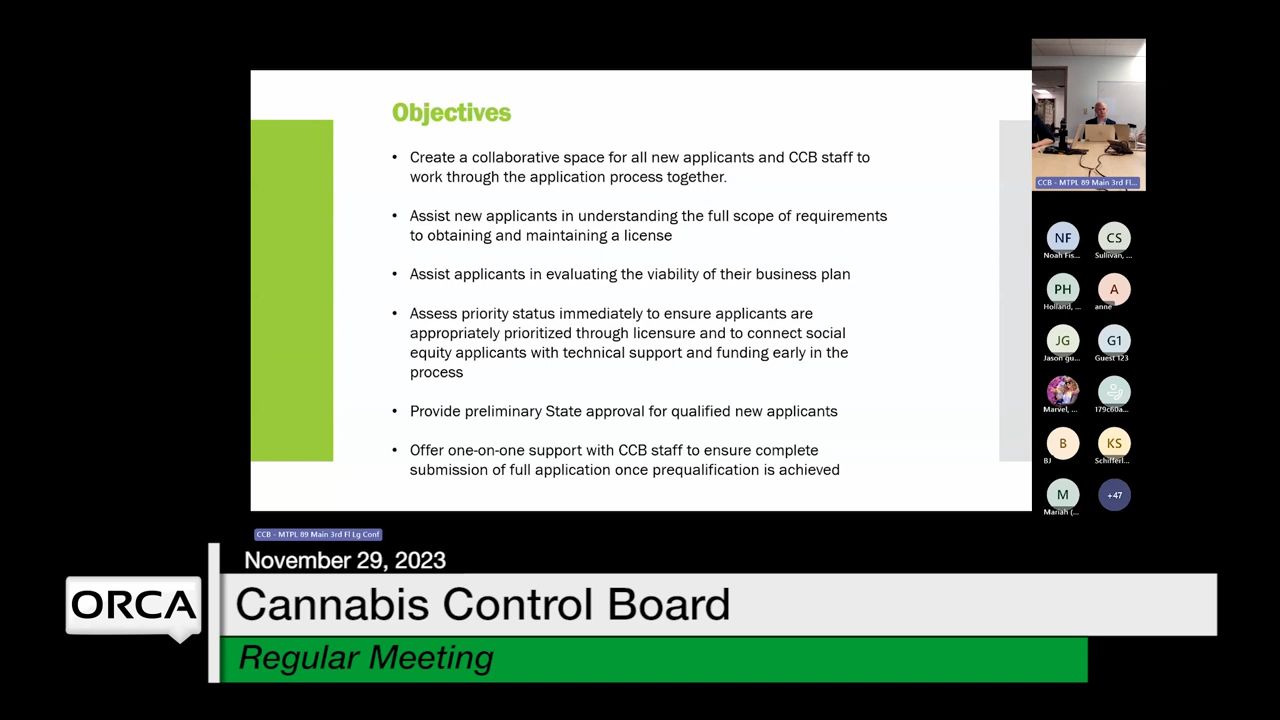 Objectives
• Create a collaborative space for all new applicants and CCB staff to
work through the application process together.
• Assist new applicants in understanding the full scope of requirements
to obtaining and maintaining a license
• Assist applicants in evaluating the viability of their business plan
• Assess priority status immediately to ensure applicants are
appropriately prioritized through licensure and to connect social
equity applicants with technical support and funding early in the
process
• Provide preliminary State approval for qualified new applicants
• Offer one-on-one support with CCB staff to ensure complete
submission of full application once prequalification is achieved
CCB - MTPL 89 Main 3rd Fl...
NF
CS
Noah Fis...
Sullivan, ...
PH
A
Holland, ...
anne
JG
G1
Jason gu...
Guest 123
Marvel, ...
179c60a...
B
KS
BJ
Schifferl...
M
+47
Mariah (...
CCB - MTPL 89 Main 3rd Fl Lg Conf
November 29, 2023
ORCA
Cannabis Control Board
Regular Meeting